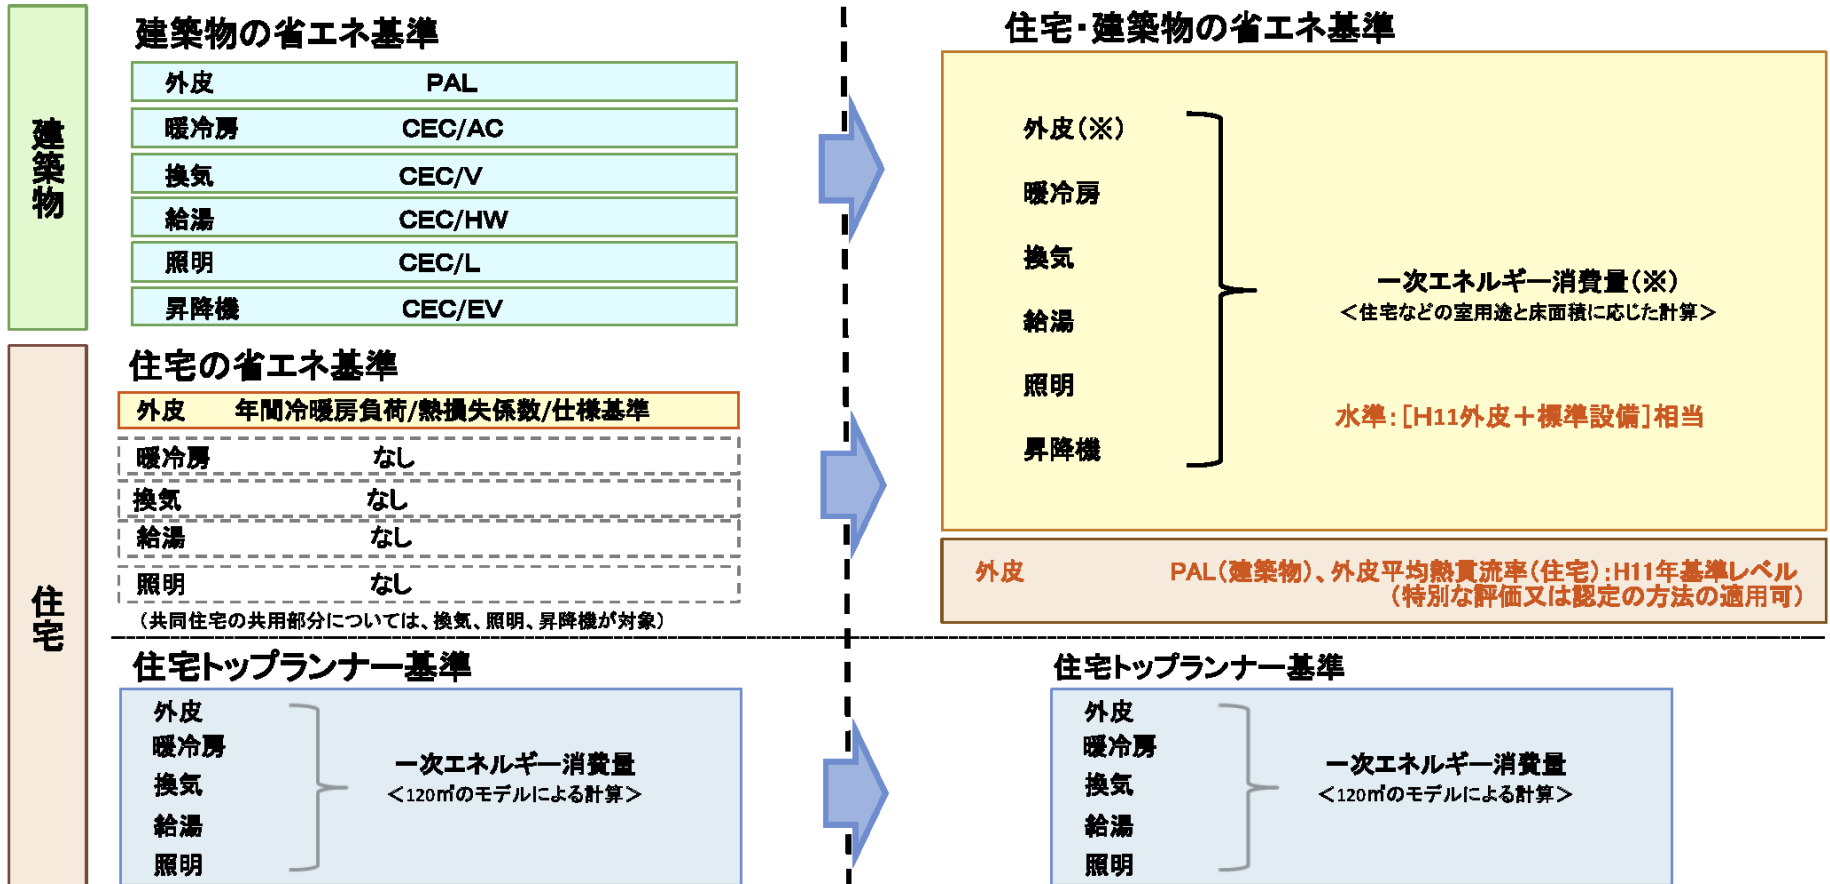 建築物
建築物の省エネ基準
外皮 PAL
暖冷房 CEC/AC
換気 CEC/V
給湯 CEC/HW
照明 CEC/L
昇降機 CEC/EV
住宅
住宅の省エネ基準
外皮 年間冷暖房負荷/熱損失係数/仕様基準
暖冷房 なし
換気 なし
給湯 なし
照明 なし
(共同住宅の共用部分については、換気、照明、昇降機が対象)
住宅トップランナー基準
外皮
暖冷房
換気
給湯
照明
一次エネルギー消費量
<120㎡のモデルによる計算>
住宅・建築物の省エネ基準
外皮(※)
暖冷房
換気
給湯
照明
昇降機
一次エネルギー消費量(※)
<住宅などの室用途と床面積に応じた計算>
水準:[H11外皮+標準設備]相当
外皮 PAL(建築物)、外皮平均熱貫流率(住宅):H11年基準レベル
(特別な評価又は認定の方法の適用可)
住宅トップランナー基準
外皮
暖冷房
換気
給湯
照明
一次エネルギー消費量
<120㎡のモデルによる計算>